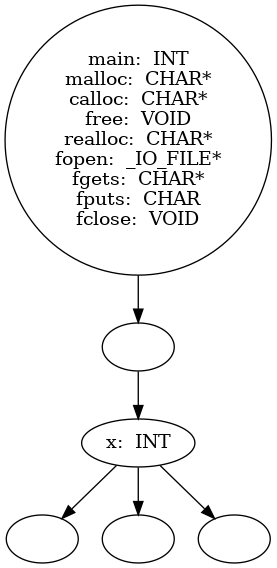 main: INT
malloc: CHAR*
calloc: CHAR*
free: VOID
realloc: CHAR*
fopen: _IO_FILE*
fgets: CHAR*
fputs: CHAR
fclose: VOID
x: INT